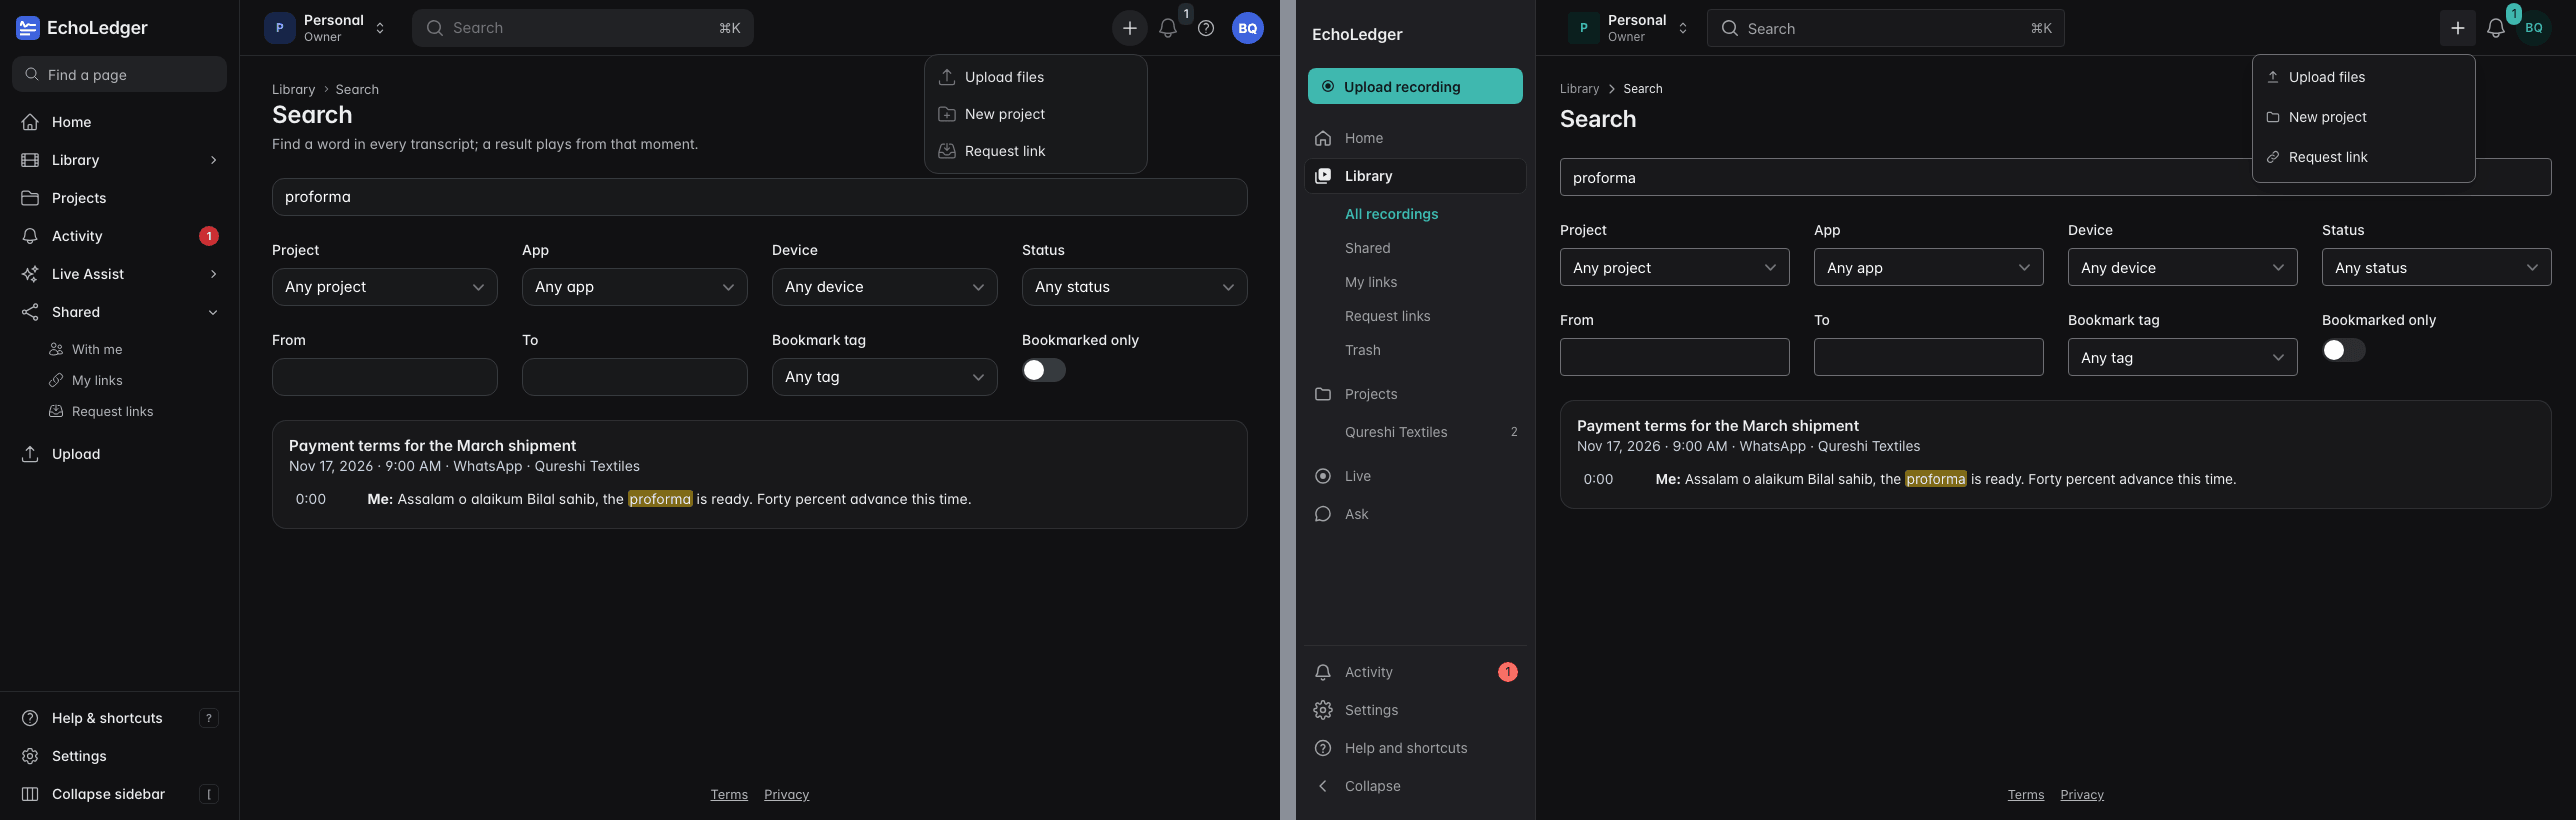 EchoLedger
Find a page
Home
Library
Projects
Activity 1
Live Assist
Shared
With me
My links
Request links
Upload
Help & shortcuts ?
Settings
Collapse sidebar [
P Personal
Owner
Search ⌘K
1
BQ
Upload files
New project
Request link
Library › Search
Search
Find a word in every transcript; a result plays from that moment.
proforma
Project App Device Status
Any project Any app Any device Any status
From To Bookmark tag Bookmarked only
Any tag
Payment terms for the March shipment
Nov 17, 2026 · 9:00 AM · WhatsApp · Qureshi Textiles
0:00 Me: Assalam o alaikum Bilal sahib, the proforma is ready. Forty percent advance this time.
Terms Privacy
EchoLedger
Upload recording
Home
Library
All recordings
Shared
My links
Request links
Trash
Projects
Qureshi Textiles 2
Live
Ask
Activity 1
Settings
Help and shortcuts
Collapse
P Personal
Owner
Search ⌘K
1
BQ
Upload files
New project
Request link
Library › Search
Search
proforma
Project App Device Status
Any project Any app Any device Any status
From To Bookmark tag Bookmarked only
Any tag
Payment terms for the March shipment
Nov 17, 2026 · 9:00 AM · WhatsApp · Qureshi Textiles
0:00 Me: Assalam o alaikum Bilal sahib, the proforma is ready. Forty percent advance this time.
Terms Privacy